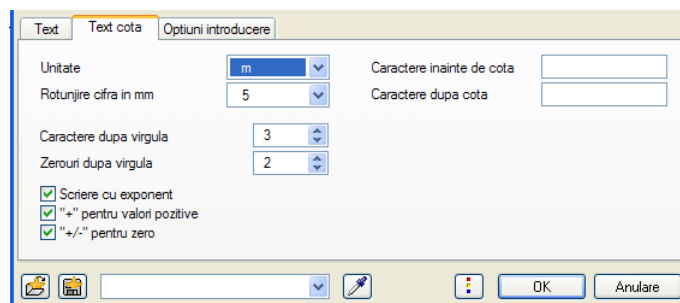 Text Text cota Optiuni introducere
Unitate m Caractere inainte de cota
Rotunjire cifra in mm 5 Caractere dupa cota
Caractere dupa virgula 3
Zerouri dupa virgula 2
Scriere cu exponent
"+" pentru valori pozitive
"+/-" pentru zero
OK Anulare